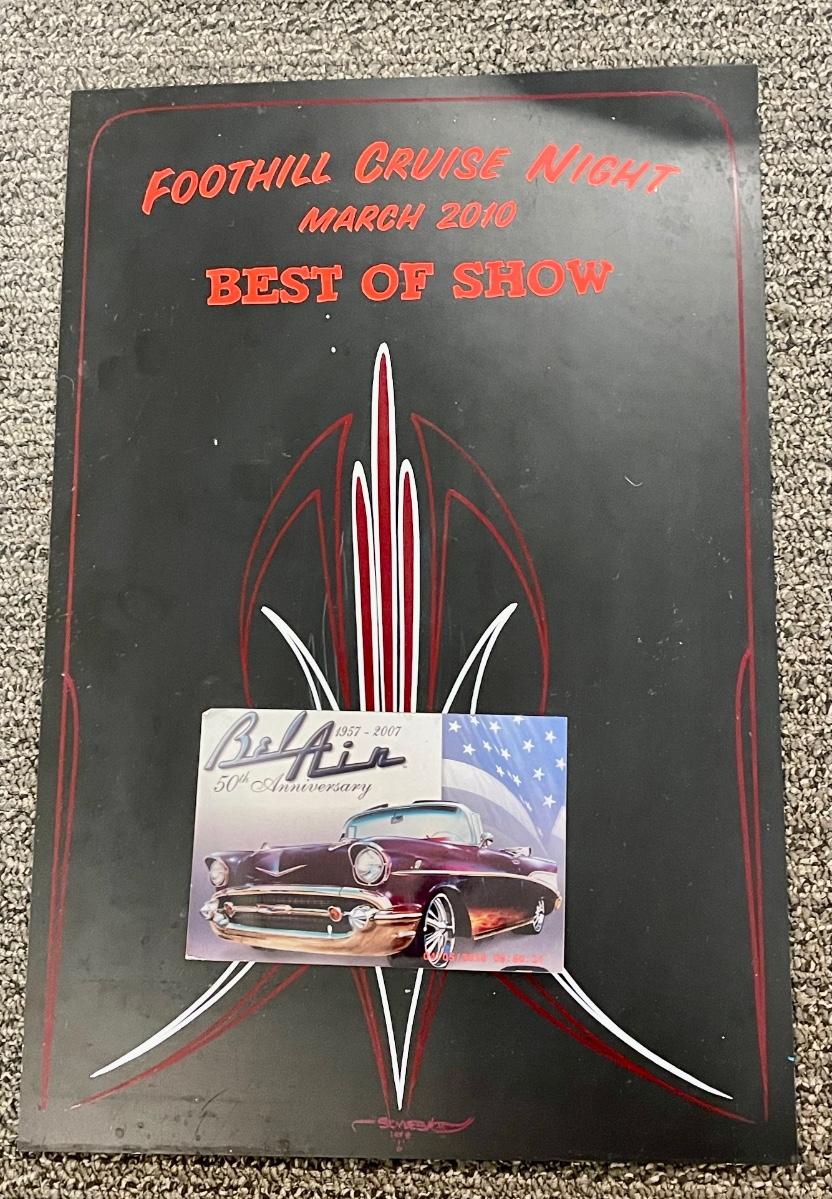 FOOTHILL CRUISE NIGHT
MARCH 2010
BEST OF SHOW
Bel Air 1957 - 2007
50th Anniversary